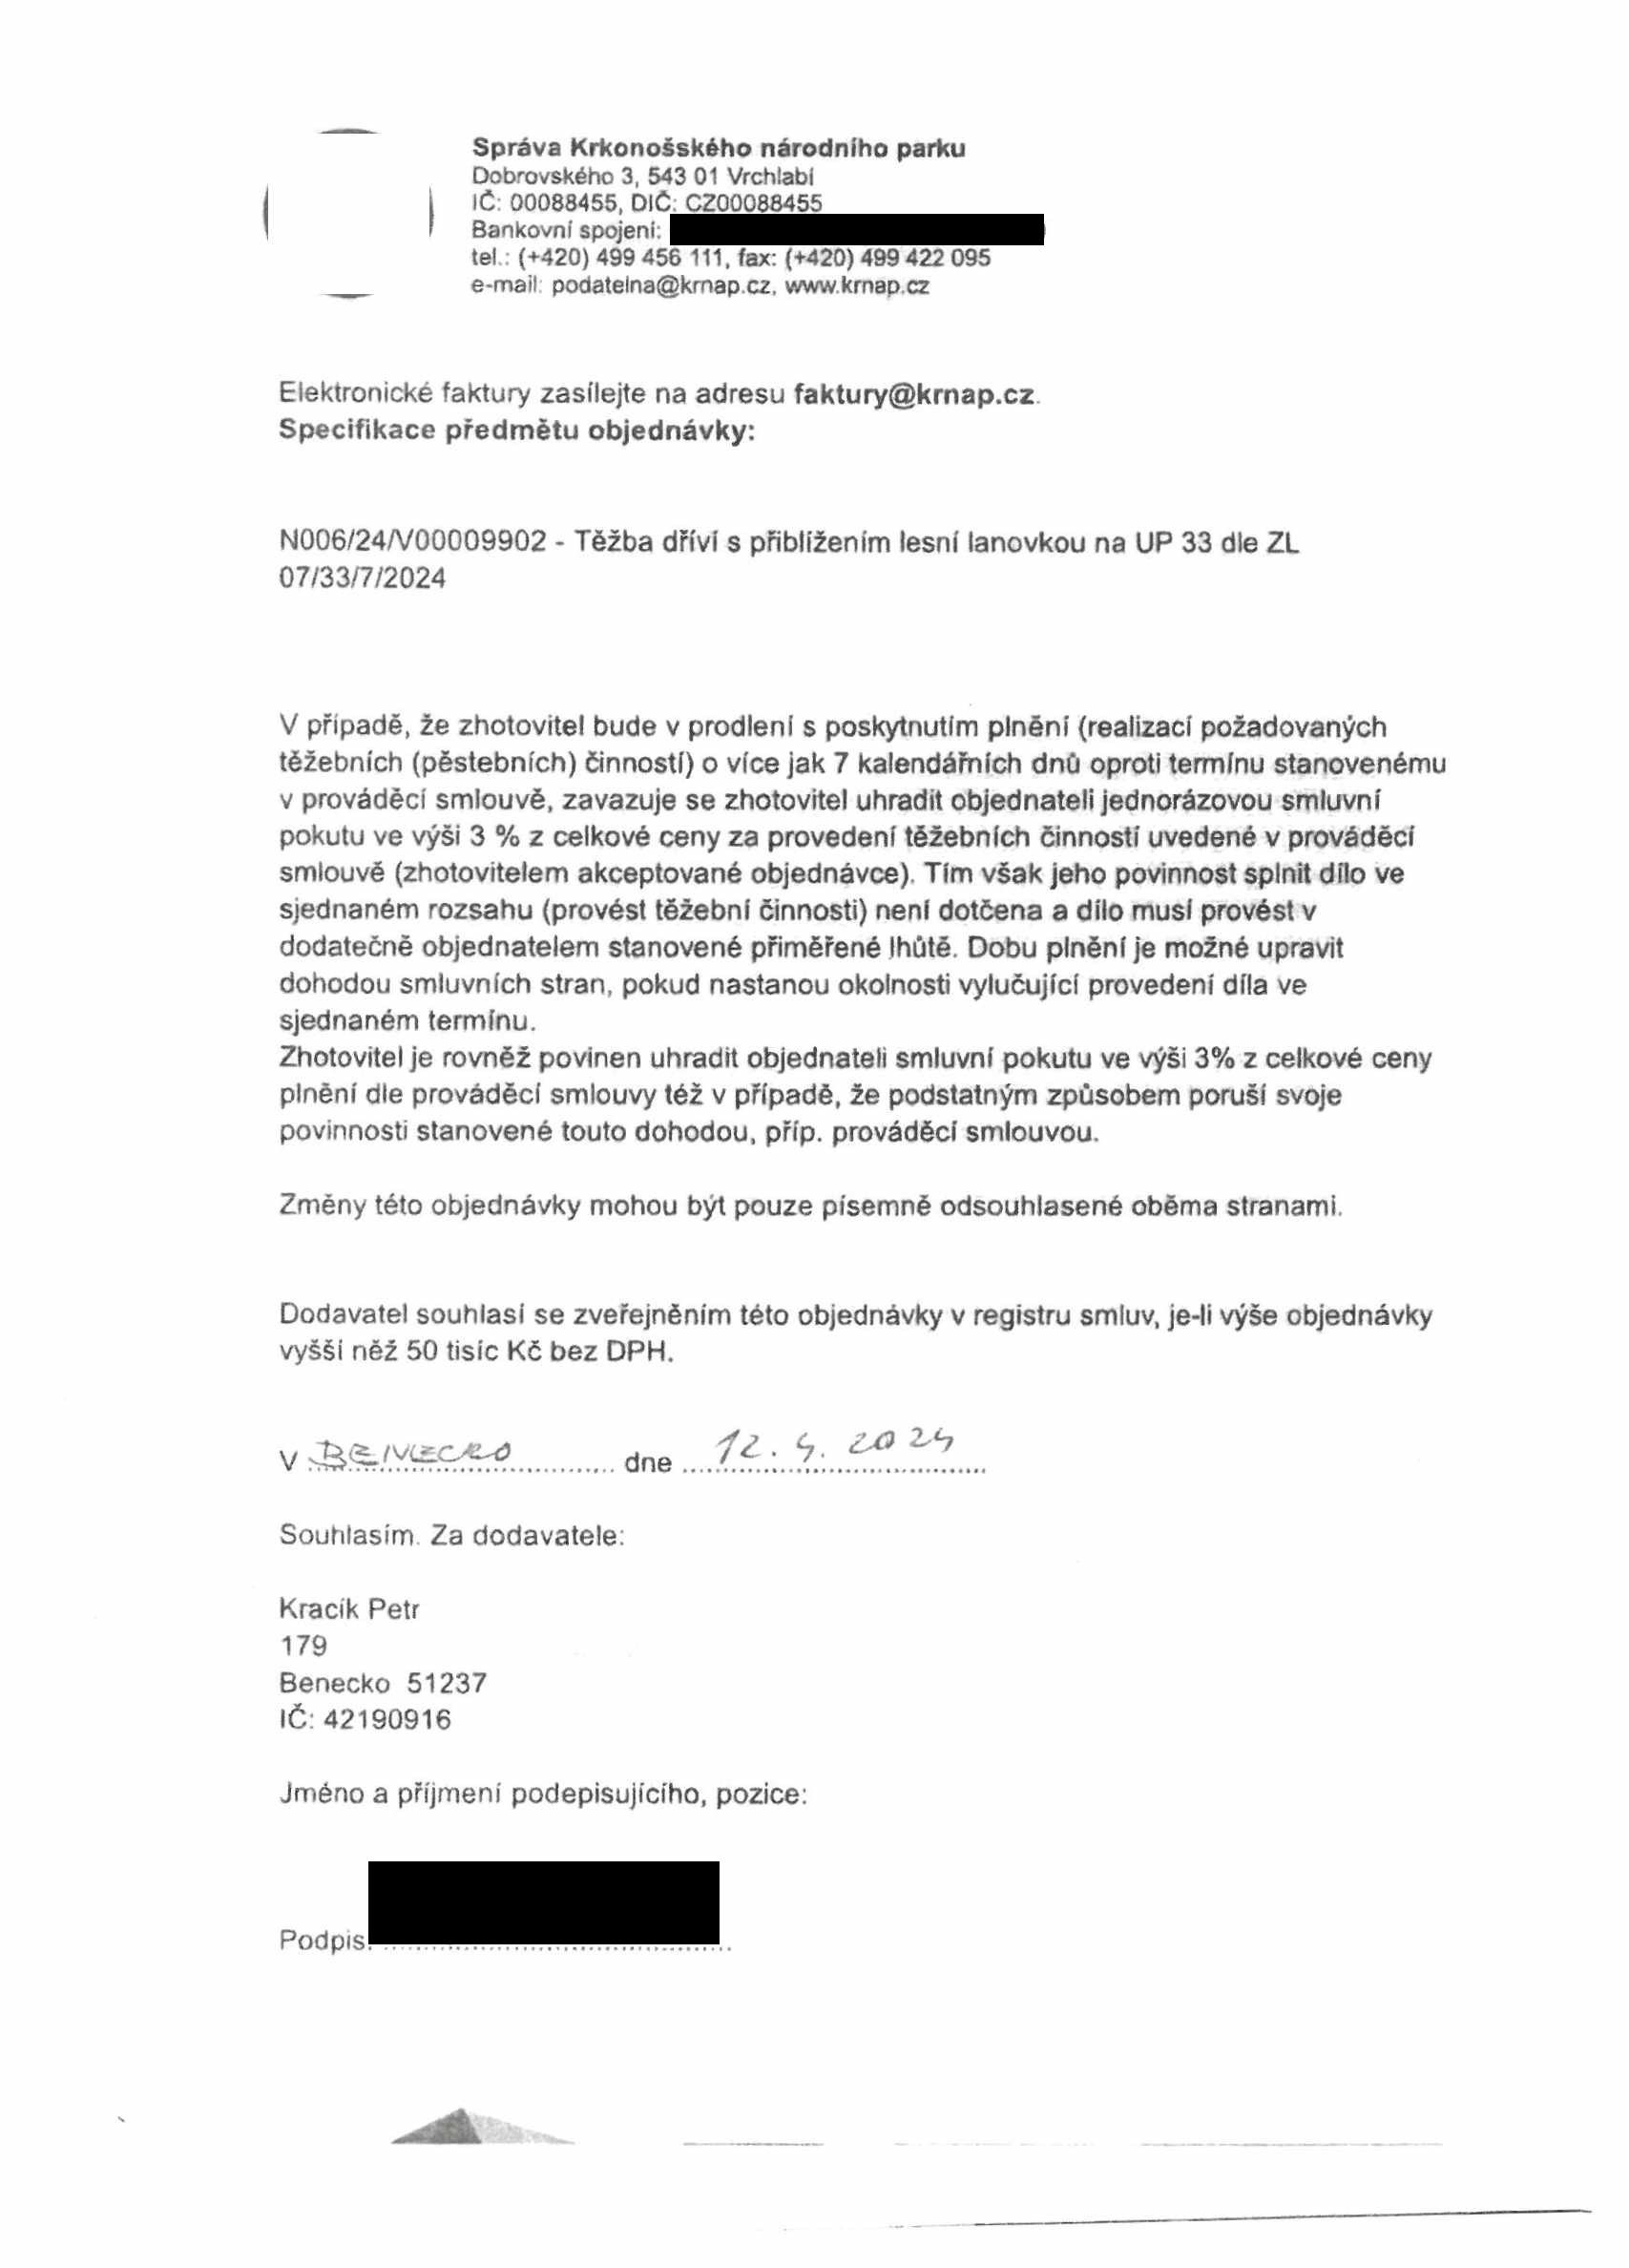 Správa Krkonošského národního parku
Dobrovského 3, 543 01 Vrchlabí
IČ: 00088455, DIČ: CZ00088455
Bankovní spojení:
tel.: (+420) 499 456 111, fax: (+420) 499 422 095
e-mail: podatelna@krnap.cz, www.krnap.cz
Elektronické faktury zasílejte na adresu faktury@krnap.cz.
Specifikace předmětu objednávky:
N006/24/V00009902 - Těžba dříví s přiblížením lesní lanovkou na UP 33 dle ZL
07/33/7/2024
V případě, že zhotovitel bude v prodlení s poskytnutím plnění (realizací požadovaných
těžebních (pěstebních) činností) o více jak 7 kalendářních dnů oproti termínu stanovenému
v prováděcí smlouvě, zavazuje se zhotovitel uhradit objednateli jednorázovou smluvní
pokutu ve výši 3 % z celkové ceny za provedení těžebních činností uvedené v prováděcí
smlouvě (zhotovitelem akceptované objednávce). Tím však jeho povinnost splnit dílo ve
sjednaném rozsahu (provést těžební činnosti) není dotčena a dílo musí provést v
dodatečně objednatelem stanovené přiměřené lhůtě. Dobu plnění je možné upravit
dohodou smluvních stran, pokud nastanou okolnosti vylučující provedení díla ve
sjednaném termínu.
Zhotovitel je rovněž povinen uhradit objednateli smluvní pokutu ve výši 3% z celkové ceny
plnění dle prováděcí smlouvy též v případě, že podstatným způsobem poruší svoje
povinnosti stanovené touto dohodou, příp. prováděcí smlouvou.
Změny této objednávky mohou být pouze písemně odsouhlasené oběma stranami.
Dodavatel souhlasí se zveřejněním této objednávky v registru smluv, je-li výše objednávky
vyšší než 50 tisíc Kč bez DPH.
V BENECKO dne 12. 4. 2024
Souhlasím. Za dodavatele:
Kracík Petr
179
Benecko 51237
IČ: 42190916
Jméno a příjmení podepisujícího, pozice:
Podpis: